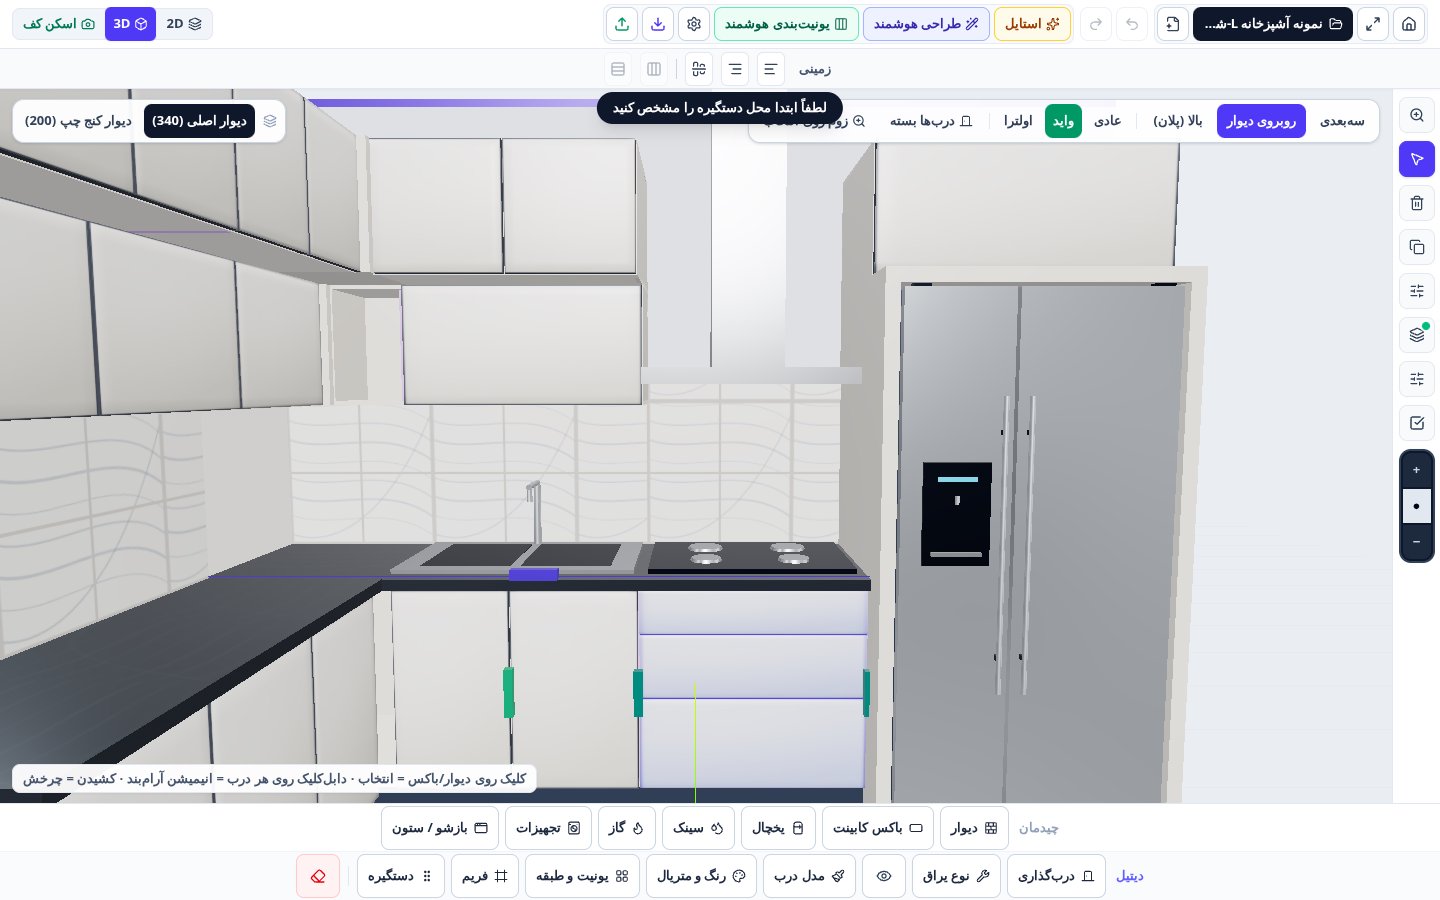 نمونه آشپزخانه L-ش...
استایل
طراحی هوشمند
یونیت‌بندی هوشمند
2D
3D
اسکن کف
زمینی
لطفاً ابتدا محل دستگیره را مشخص کنید
سه‌بعدی
روبروی دیوار
بالا (پلان)
عادی
واید
اولترا
درب‌ها بسته
دیوار اصلی (340)
دیوار کنج چپ (200)
کلیک روی دیوار/باکس = انتخاب · دابل‌کلیک روی هر درب = انیمیشن آرام‌بند · کشیدن = چرخش
چیدمان
دیوار
باکس کابینت
یخچال
سینک
گاز
تجهیزات
بازشو / ستون
دیتیل
درب‌گذاری
نوع یراق
مدل درب
رنگ و متریال
یونیت و طبقه
فریم
دستگیره